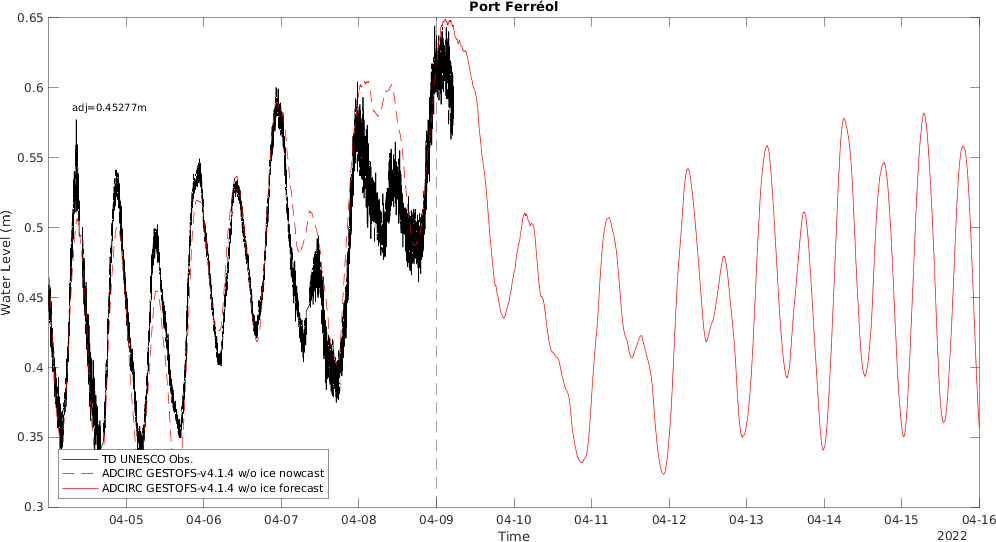 Port Ferréol
0.65
0.6
0.55
0.5
0.45
0.4
0.35
0.3
Water Level (m)
adj=0.45277m
TD UNESCO Obs.
ADCIRC GESTOFS-v4.1.4 w/o ice nowcast
ADCIRC GESTOFS-v4.1.4 w/o ice forecast
04-05 04-06 04-07 04-08 04-09 04-10 04-11 04-12 04-13 04-14 04-15 04-16
Time
2022